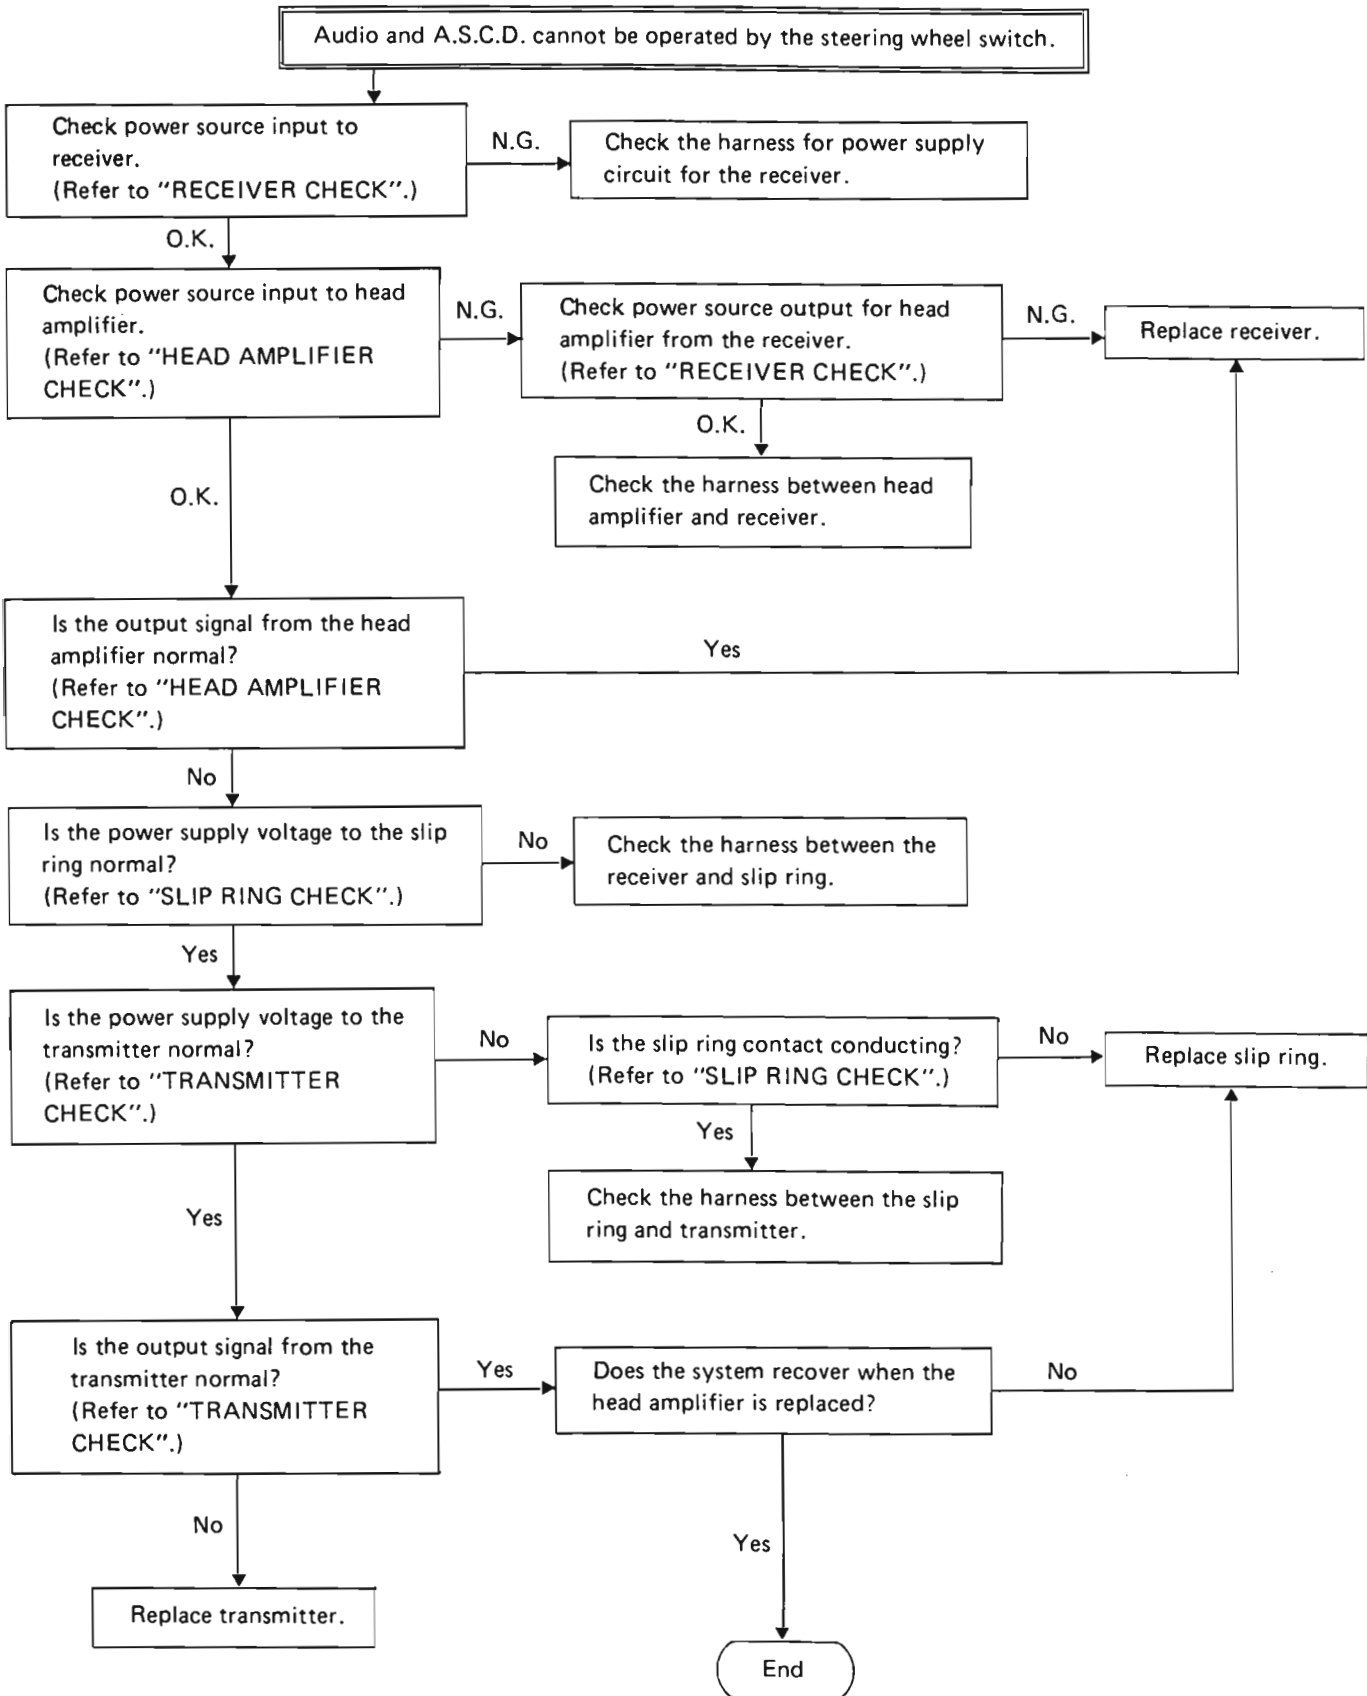 Audio and A.S.C.D. cannot be operated by the steering wheel switch.
Check power source input to
receiver.
(Refer to "RECEIVER CHECK".)
N.G.
Check the harness for power supply
circuit for the receiver.
O.K.
Check power source input to head
amplifier.
(Refer to "HEAD AMPLIFIER
CHECK".)
N.G.
Check power source output for head
amplifier from the receiver.
(Refer to "RECEIVER CHECK".)
N.G.
Replace receiver.
O.K.
Check the harness between head
amplifier and receiver.
O.K.
Is the output signal from the head
amplifier normal?
(Refer to "HEAD AMPLIFIER
CHECK".)
Yes
No
Is the power supply voltage to the slip
ring normal?
(Refer to "SLIP RING CHECK".)
No
Check the harness between the
receiver and slip ring.
Yes
Is the power supply voltage to the
transmitter normal?
(Refer to "TRANSMITTER
CHECK".)
No
Is the slip ring contact conducting?
(Refer to "SLIP RING CHECK".)
No
Replace slip ring.
Yes
Check the harness between the slip
ring and transmitter.
Yes
Is the output signal from the
transmitter normal?
(Refer to "TRANSMITTER
CHECK".)
Yes
Does the system recover when the
head amplifier is replaced?
No
No
Yes
Replace transmitter.
End